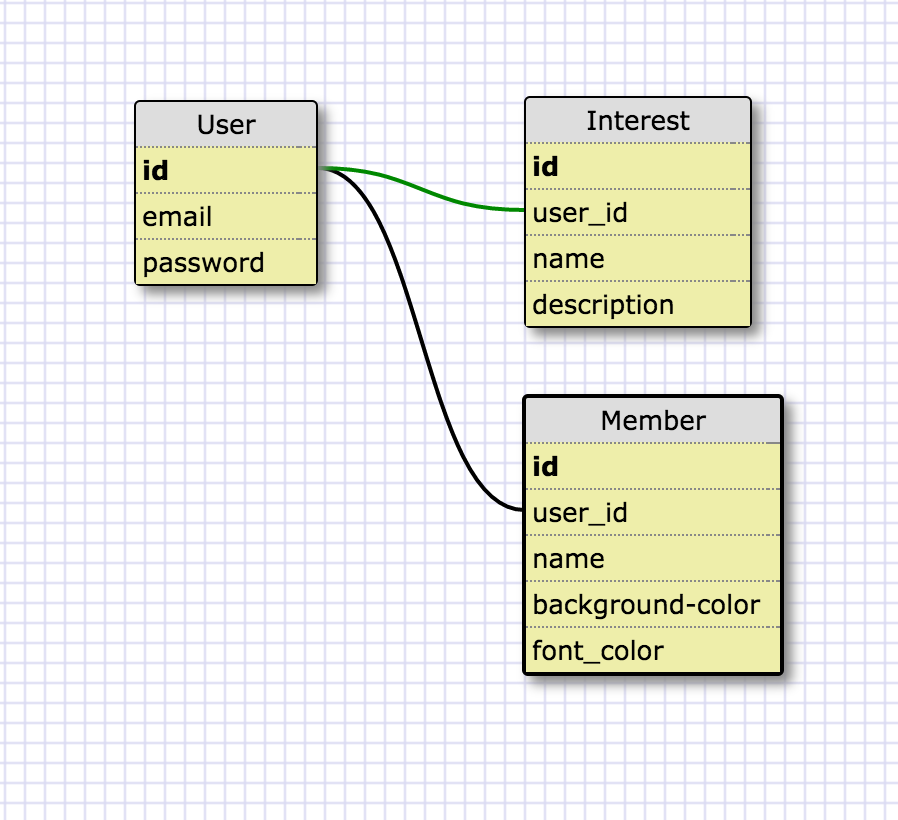 User
id
email
password
Interest
id
user_id
name
description
Member
id
user_id
name
background-color
font_color